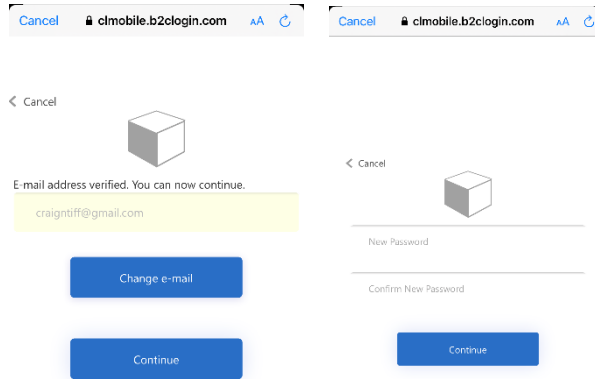 Cancel clmobile.b2clogin.com AA
Cancel
E-mail address verified. You can now continue.
craigntiff@gmail.com
Change e-mail
Continue
Cancel clmobile.b2clogin.com AA
Cancel
New Password
Confirm New Password
Continue